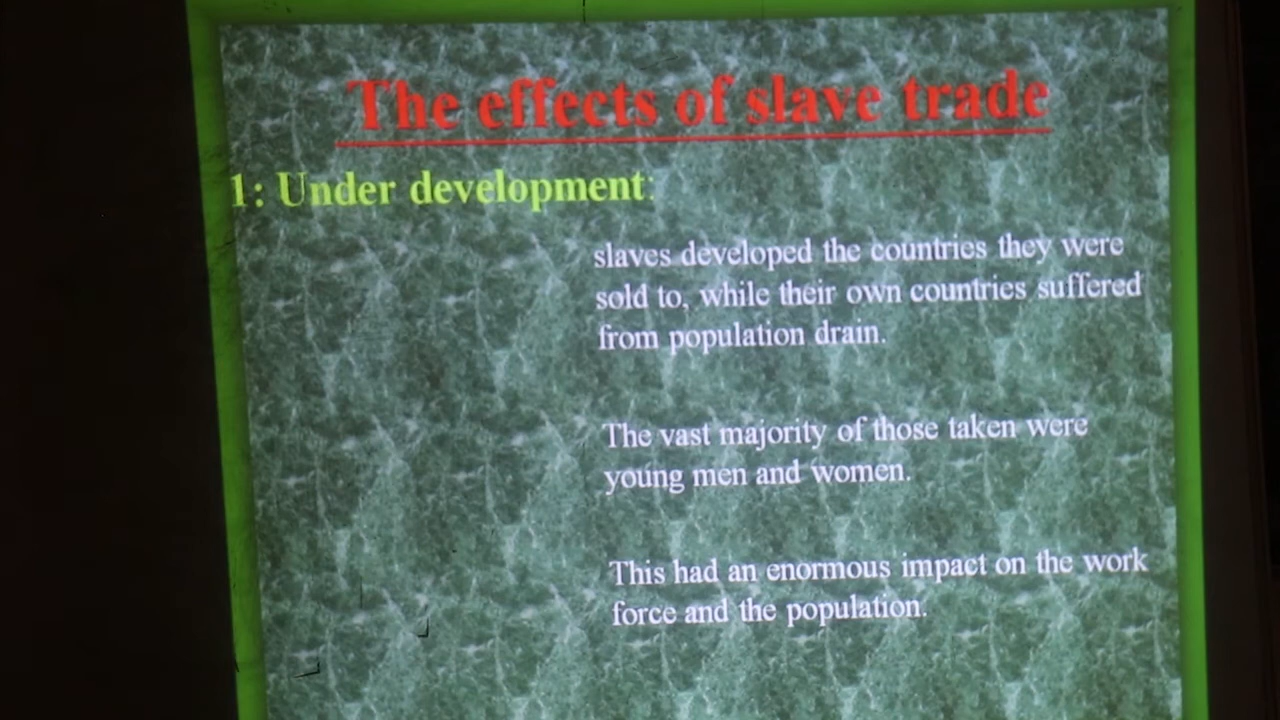 The effects of slave trade
1: Under development:
slaves developed the countries they were
sold to, while their own countries suffered
from population drain.
The vast majority of those taken were
young men and women.
This had an enormous impact on the work
force and the population.